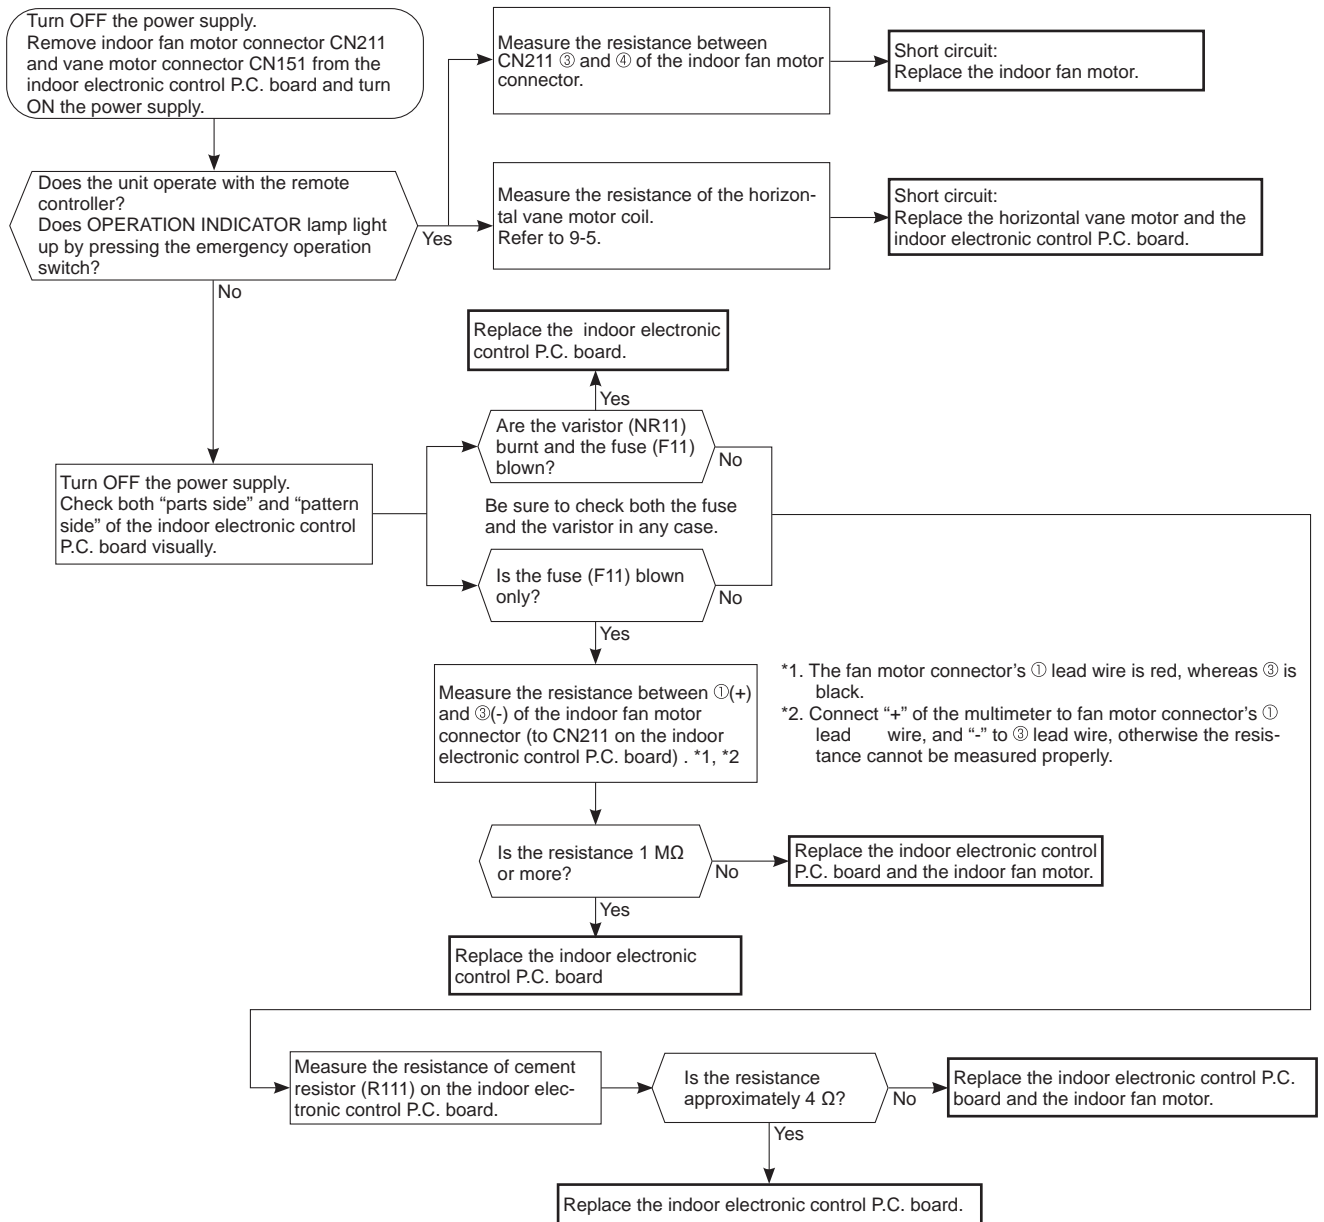 Turn OFF the power supply.
Remove indoor fan motor connector CN211
and vane motor connector CN151 from the
indoor electronic control P.C. board and turn
ON the power supply.
Measure the resistance between
CN211 ③ and ④ of the indoor fan motor
connector.
Short circuit:
Replace the indoor fan motor.
Does the unit operate with the remote
controller?
Does OPERATION INDICATOR lamp light
up by pressing the emergency operation
switch?
Yes
Measure the resistance of the horizon-
tal vane motor coil.
Refer to 9-5.
Short circuit:
Replace the horizontal vane motor and the
indoor electronic control P.C. board.
No
Replace the  indoor electronic
control P.C. board.
Yes
Are the varistor (NR11)
burnt and the fuse (F11)
blown?
No
Turn OFF the power supply.
Check both “parts side” and “pattern
side” of the indoor electronic control
P.C. board visually.
Be sure to check both the fuse
and the varistor in any case.
Is the fuse (F11) blown
only?
No
Yes
Measure the resistance between ①(+)
and ③(-) of the indoor fan motor
connector (to CN211 on the indoor
electronic control P.C. board) . *1, *2
*1. The fan motor connector’s ① lead wire is red, whereas ③ is
black.
*2. Connect “+” of the multimeter to fan motor connector’s ①
lead wire, and “-” to ③ lead wire, otherwise the resis-
tance cannot be measured properly.
Is the resistance 1 MΩ
or more?
No
Replace the indoor electronic control
P.C. board and the indoor fan motor.
Yes
Replace the indoor electronic
control P.C. board
Measure the resistance of cement
resistor (R111) on the indoor elec-
tronic control P.C. board.
Is the resistance
approximately 4 Ω?
No
Replace the indoor electronic control P.C.
board and the indoor fan motor.
Yes
Replace the indoor electronic control P.C. board.